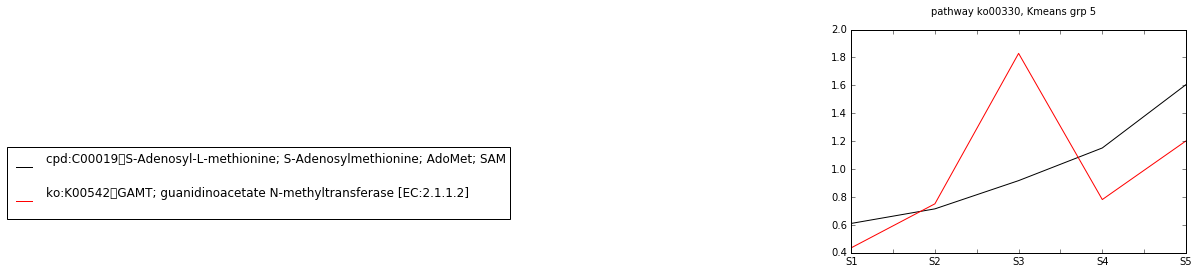 pathway ko00330, Kmeans grp 5
2.0
1.8
1.6
1.4
1.2
1.0
0.8
0.6
0.4
S1 S2 S3 S4 S5
cpd:C00019▯S-Adenosyl-L-methionine; S-Adenosylmethionine; AdoMet; SAM
ko:K00542▯GAMT; guanidinoacetate N-methyltransferase [EC:2.1.1.2]